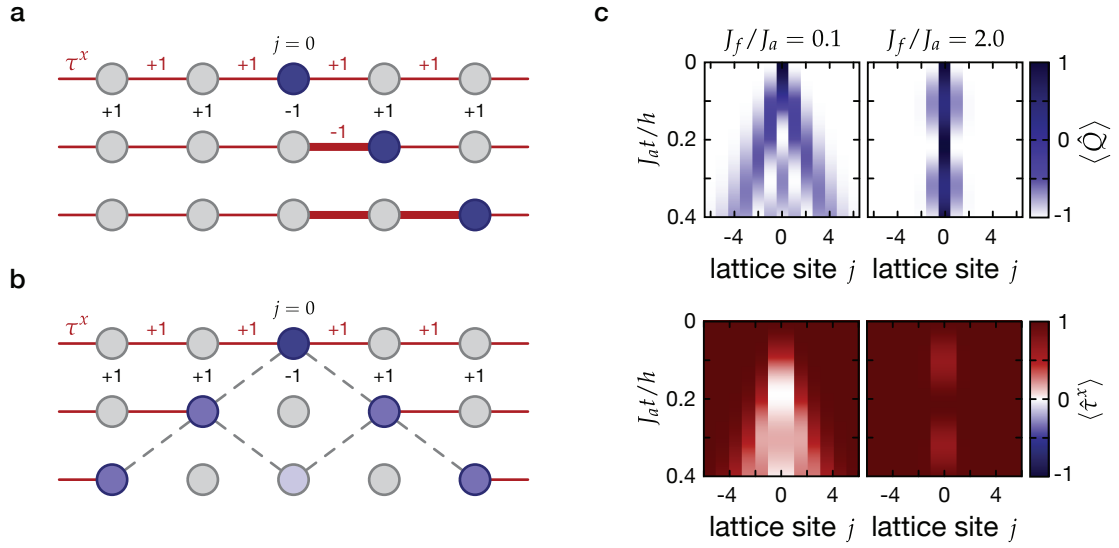 a
j = 0
τˣ +1 +1 +1 +1
+1 +1 -1 +1 +1
-1
b
j = 0
τˣ +1 +1 +1 +1
+1 +1 -1 +1 +1
c
J_f/J_a = 0.1
J_a t/h
0
0.2
0.4
-4 0 4
lattice site j
J_f/J_a = 2.0
-4 0 4
lattice site j
1
0
-1
⟨Q̂⟩
J_a t/h
0
0.2
0.4
-4 0 4
lattice site j
-4 0 4
lattice site j
1
0
-1
⟨τ̂ˣ⟩